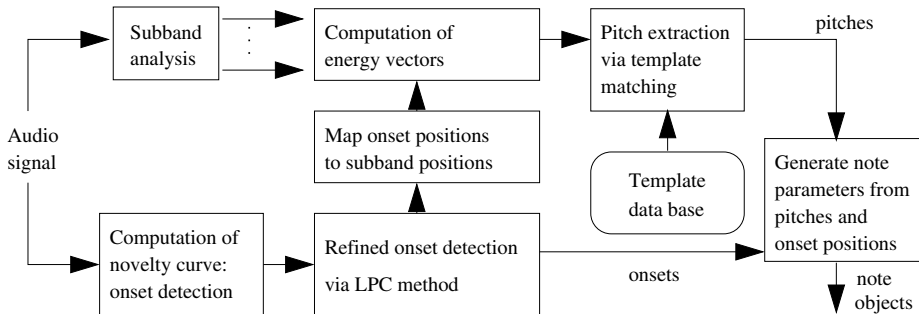 Subband
analysis
Computation of
energy vectors
Pitch extraction
via template
matching
pitches
Audio
signal
Map onset positions
to subband positions
Template
data base
Generate note
parameters from
pitches and
onset positions
Computation of
novelty curve:
onset detection
Refined onset detection
via LPC method
onsets
note
objects